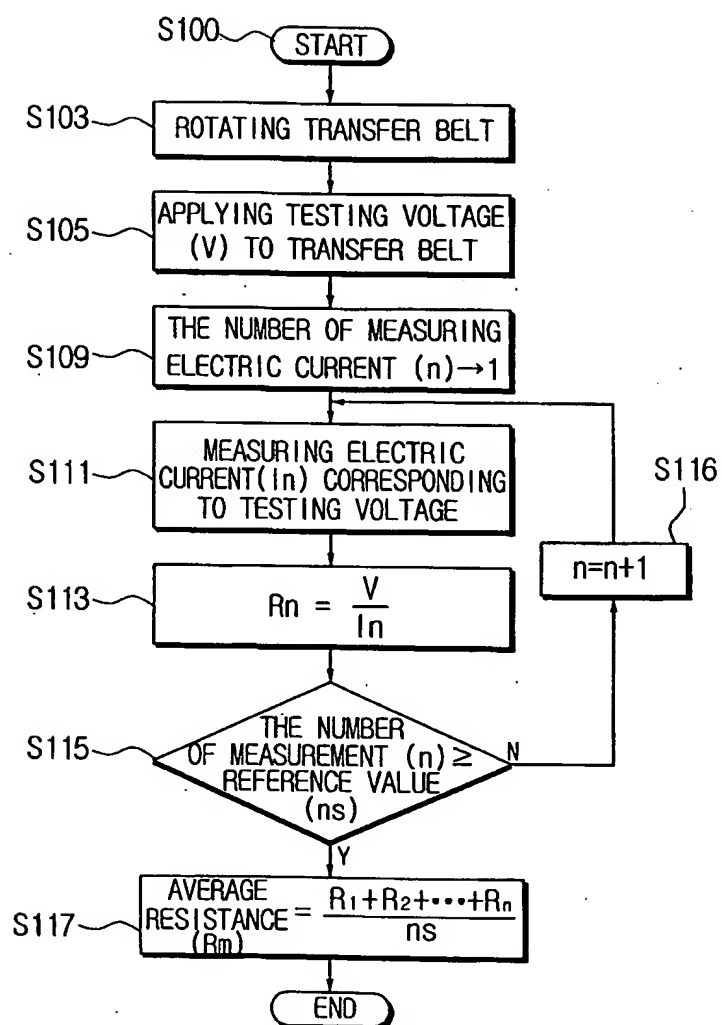 S100
START
S103
ROTATING TRANSFER BELT
S105
APPLYING TESTING VOLTAGE
(V) TO TRANSFER BELT
S109
THE NUMBER OF MEASURING
ELECTRIC CURRENT (n)→1
S111
MEASURING ELECTRIC
CURRENT(In) CORRESPONDING
TO TESTING VOLTAGE
S116
n=n+1
S113
Rn = V/In
S115
THE NUMBER
OF MEASUREMENT (n)≥
REFERENCE VALUE
(ns)
N
Y
S117
AVERAGE
RESISTANCE
(Rm)
= R1+R2+•••+Rn/ns
END